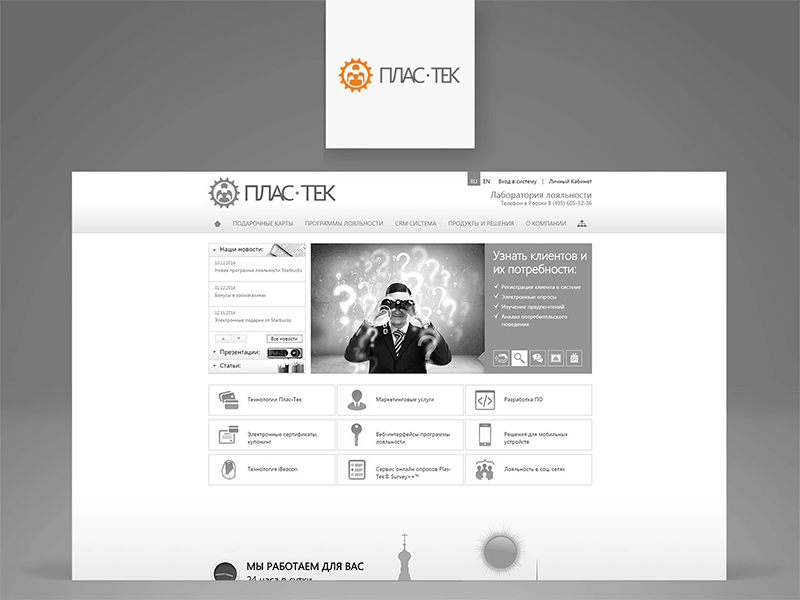 ПЛАС·ТЕК
ПЛАС·ТЕК
RU EN Вход в систему | Личный Кабинет
Лаборатория лояльности
Телефон в России 8 (495) 605-32-36
ПОДАРОЧНЫЕ КАРТЫ ПРОГРАММЫ ЛОЯЛЬНОСТИ CRM СИСТЕМА ПРОДУКТЫ И РЕШЕНИЯ О КОМПАНИИ
Наши новости:
10.12.2014
Новая программа лояльности Starbucks
01.12.2014
Бонусы в зоомагазинах
12.11.2014
Электронные подарки от Starbucks
Все новости
Презентации:
Статьи:
Узнать клиентов и
их потребности:
Регистрация клиента в системе
Электронные опросы
Изучение предпочтений
Анализ потребительского
поведения
Технологии Плас-Тек
Маркетинговые услуги
Разработка ПО
Электронные сертификаты,
купонинг
Веб-интерфейсы программы
лояльности
Решения для мобильных
устройств
Технология iBeacon
Сервис онлайн опросов Plas-
Tek® Survey++™
Лояльность в соц. сетях
МЫ РАБОТАЕМ ДЛЯ ВАС
24 часа в сутки